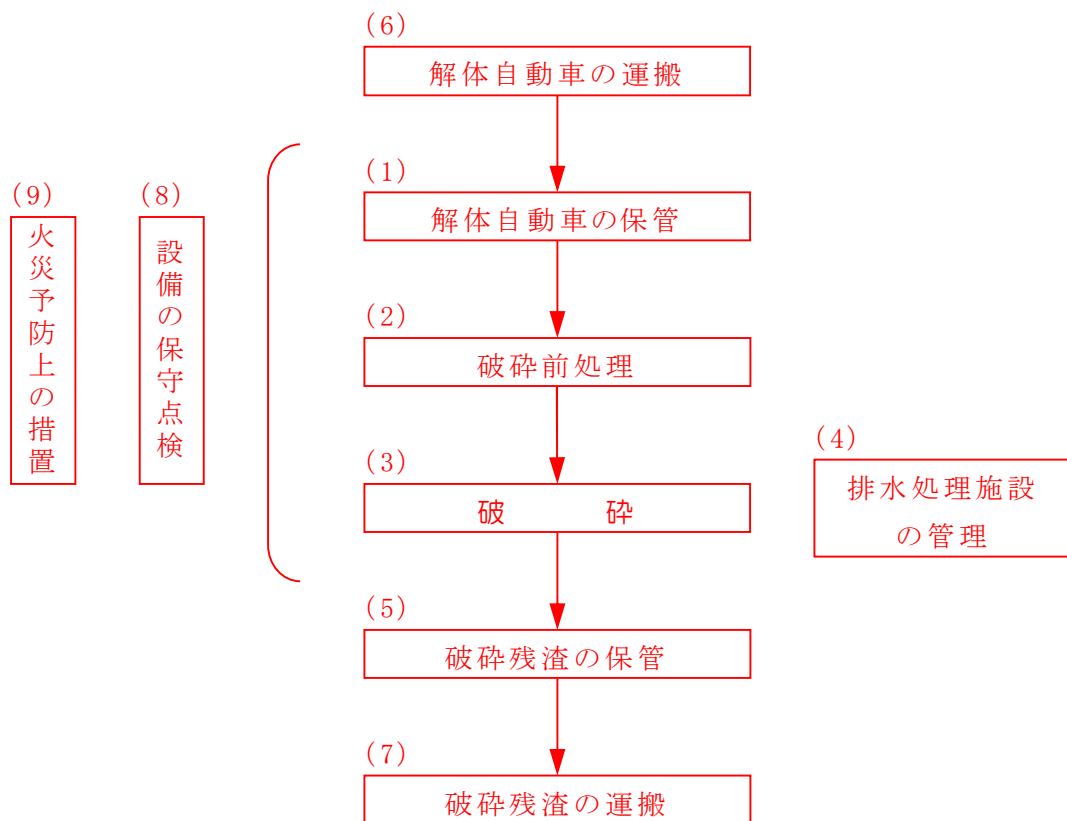 (6)
解体自動車の運搬
(1)
解体自動車の保管
(9)
火災予防上の措置
(8)
設備の保守点検
(2)
破砕前処理
(3)
破　　砕
(4)
排水処理施設
の管理
(5)
破砕残渣の保管
(7)
破砕残渣の運搬